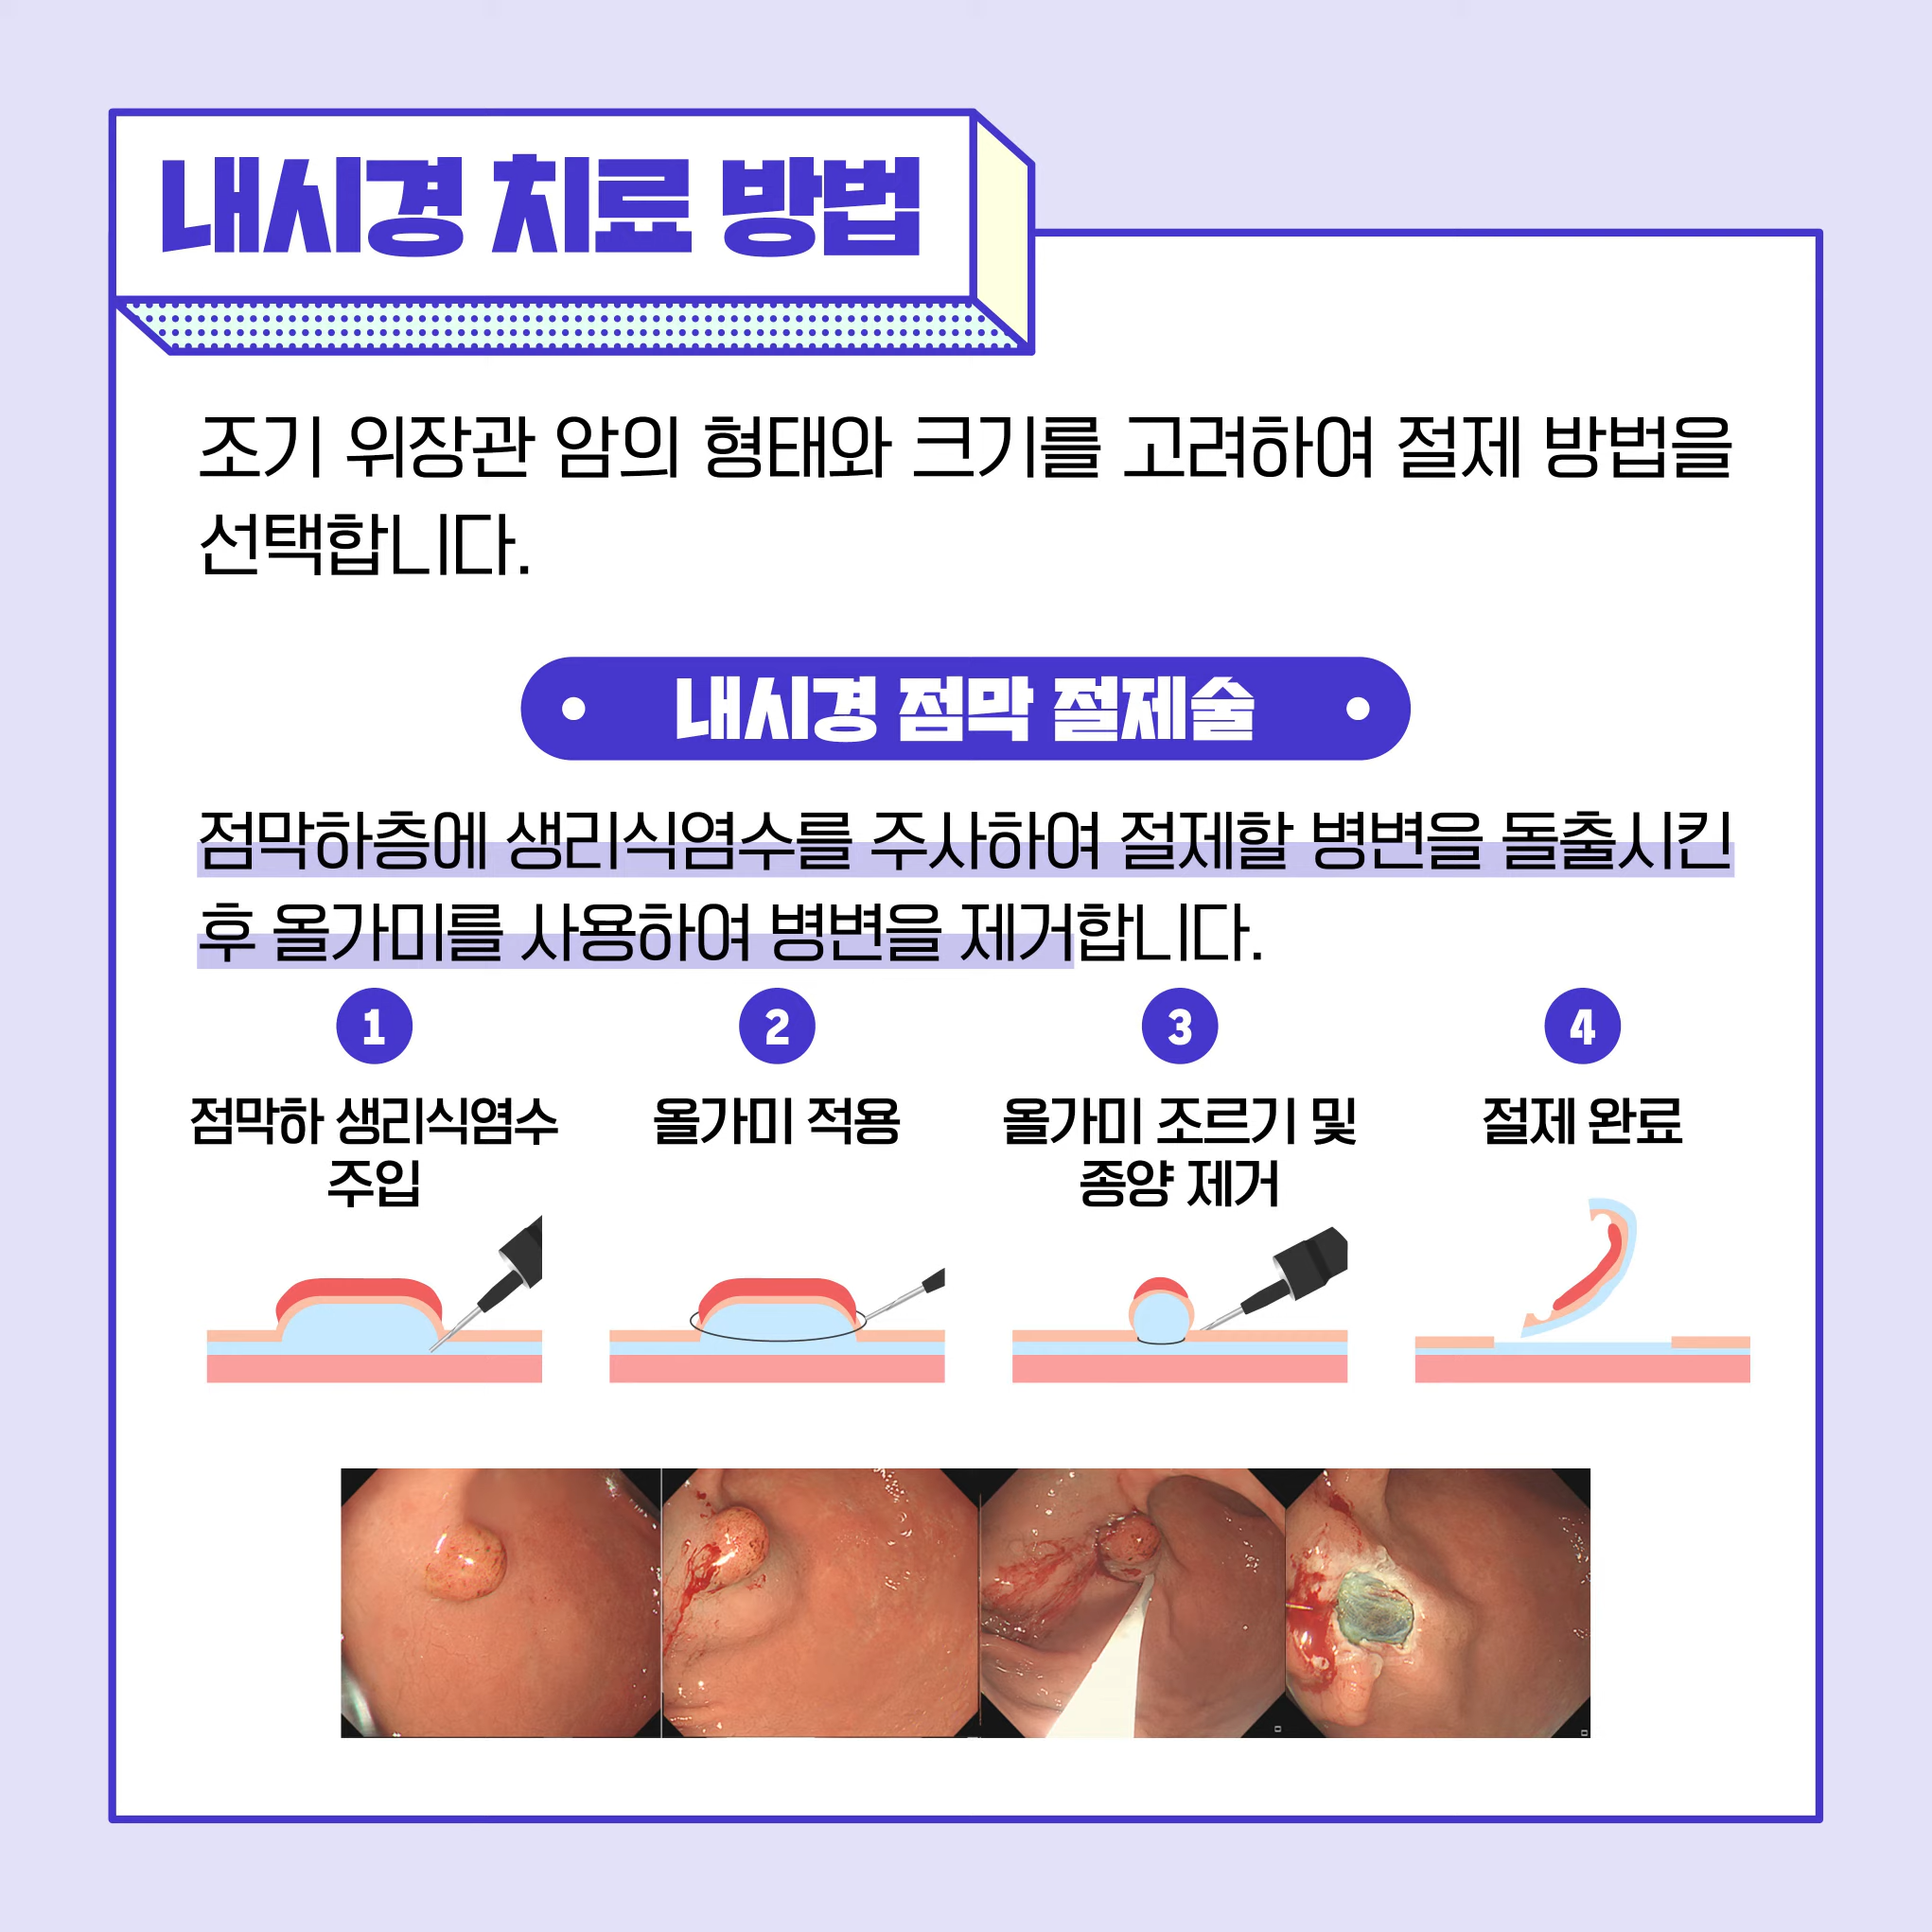 내시경 치료 방법
조기 위장관 암의 형태와 크기를 고려하여 절제 방법을
선택합니다.
내시경 점막 절제술
점막하층에 생리식염수를 주사하여 절제할 병변을 돌출시킨
후 올가미를 사용하여 병변을 제거합니다.
1
점막하 생리식염수
주입
2
올가미 적용
3
올가미 조르기 및
종양 제거
4
절제 완료